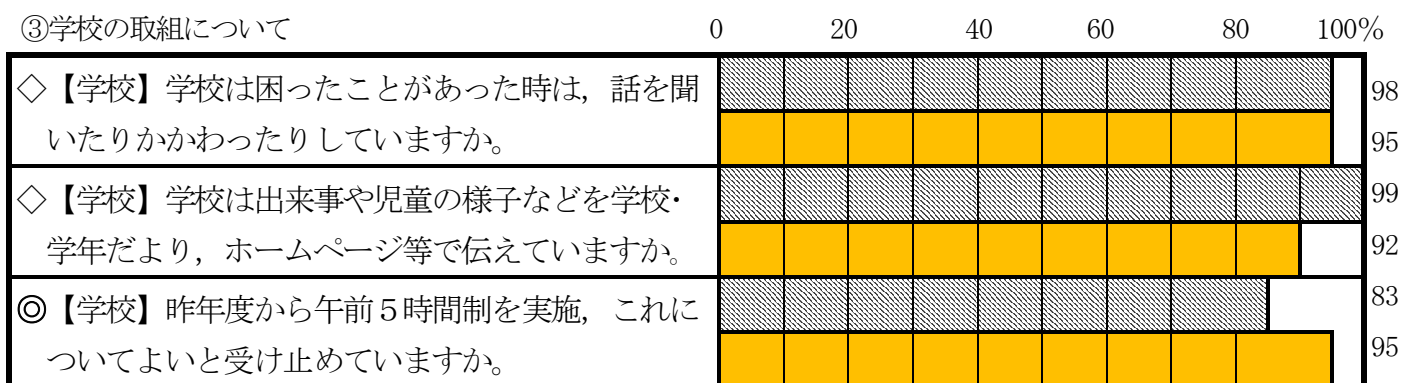 ③学校の取組について 0 20 40 60 80 100%
◇【学校】学校は困ったことがあった時は，話を聞 98
いたりかかわったりしていますか。 95
◇【学校】学校は出来事や児童の様子などを学校・ 99
学年だより，ホームページ等で伝えていますか。 92
◎【学校】昨年度から午前５時間制を実施，これに 83
ついてよいと受け止めていますか。 95